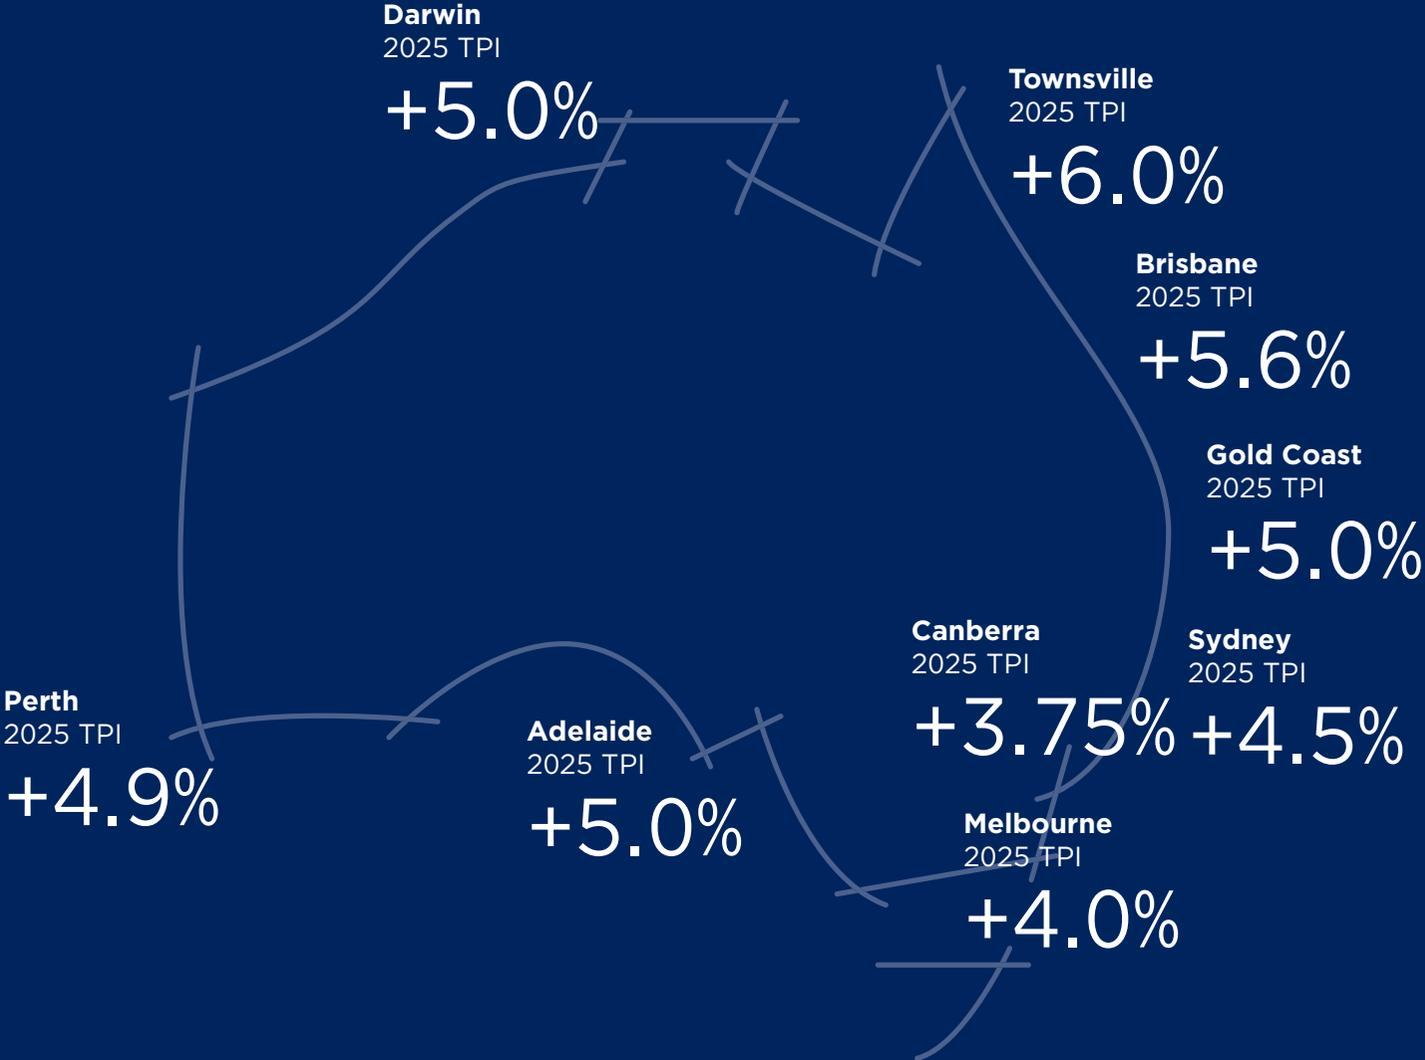 Darwin
2025 TPI
+5.0%
Townsville
2025 TPI
+6.0%
Brisbane
2025 TPI
+5.6%
Gold Coast
2025 TPI
+5.0%
Canberra
2025 TPI
+3.75%
Sydney
2025 TPI
+4.5%
Perth
2025 TPI
+4.9%
Adelaide
2025 TPI
+5.0%
Melbourne
2025 TPI
+4.0%